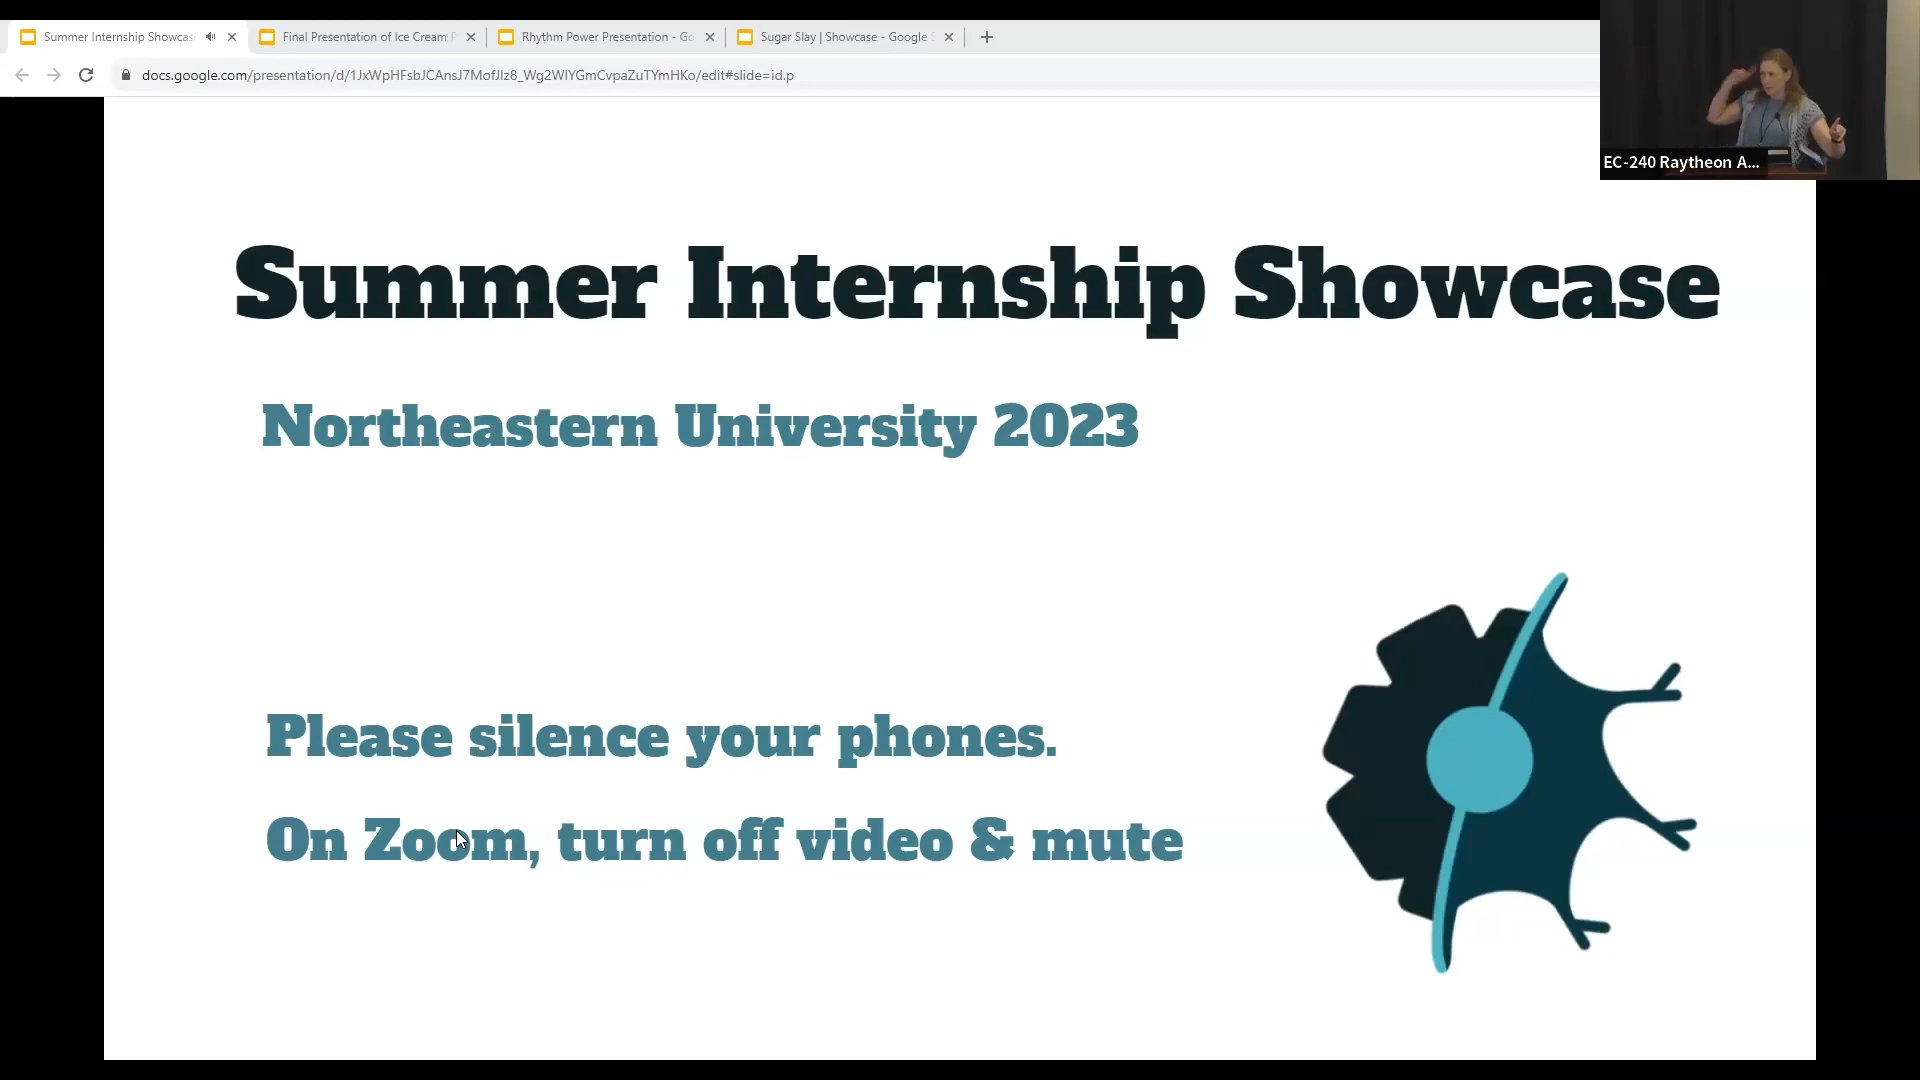 Summer Internship Showcas
Final Presentation of Ice Cream P
Rhythm Power Presentation - Go
Sugar Slay | Showcase - Google S
docs.google.com/presentation/d/1JxWpHFsbJCAnsJ7MofJlz8_Wg2WlYGmCvpaZuTYmHKo/edit#slide=id.p
EC-240 Raytheon A...
Summer Internship Showcase
Northeastern University 2023
Please silence your phones.
On Zoom, turn off video & mute